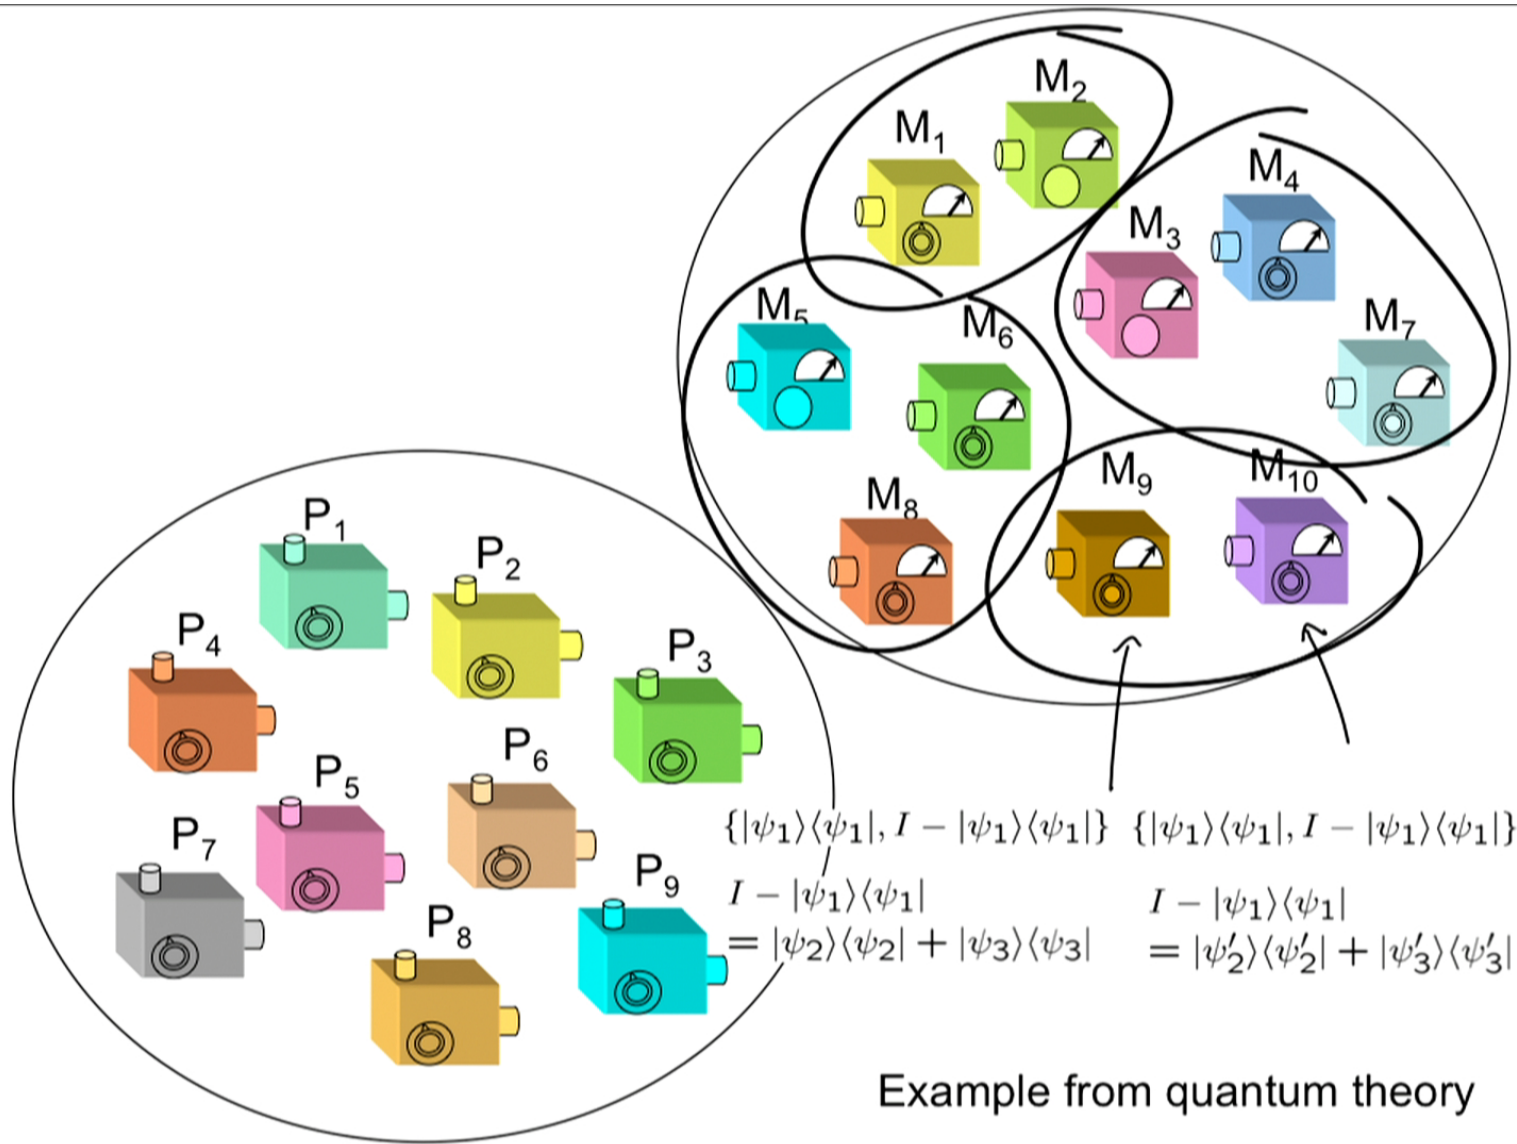 M₂
M₁
M₄
M₃
M₅
M₆
M₇
M₈
M₉
M₁₀
P₁
P₂
P₄
P₃
P₅
P₆
P₇
P₈
P₉
{|ψ₁⟩⟨ψ₁|, I − |ψ₁⟩⟨ψ₁|}
I − |ψ₁⟩⟨ψ₁|
= |ψ₂⟩⟨ψ₂| + |ψ₃⟩⟨ψ₃|
{|ψ₁⟩⟨ψ₁|, I − |ψ₁⟩⟨ψ₁|}
I − |ψ₁⟩⟨ψ₁|
= |ψ′₂⟩⟨ψ′₂| + |ψ′₃⟩⟨ψ′₃|
Example from quantum theory